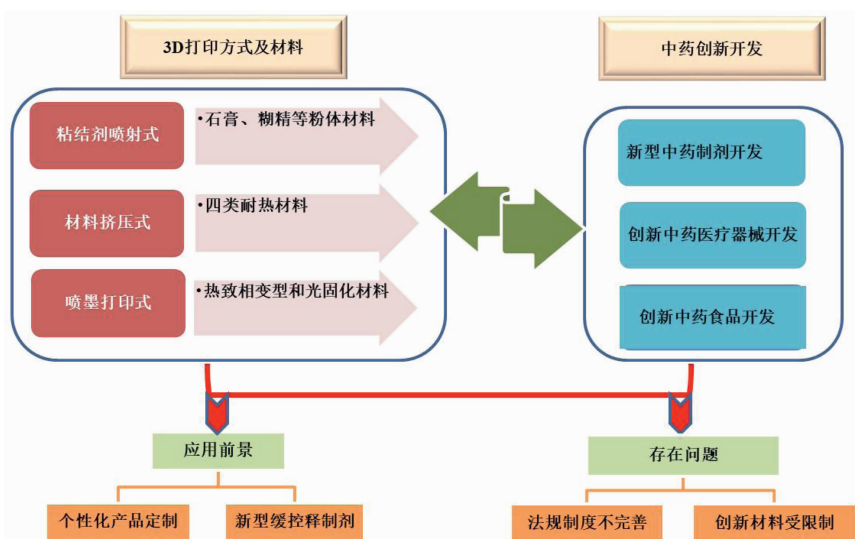 3D打印方式及材料
中药创新开发
粘结剂喷射式
•石膏、糊精等粉体材料
材料挤压式
•四类耐热材料
喷墨打印式
•热致相变型和光固化材料
新型中药制剂开发
创新中药医疗器械开发
创新中药食品开发
应用前景
存在问题
个性化产品定制
新型缓控释制剂
法规制度不完善
创新材料受限制